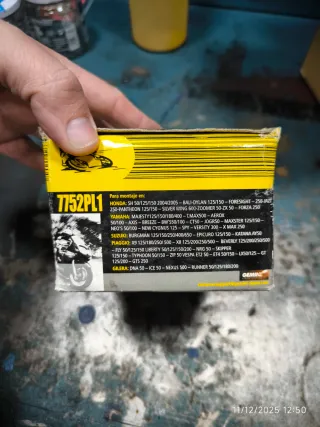 7752PL1
Para montaje en:
HONDA: SH 50/125/150 2004/2005 - BALI-DYLAN 125/150 - FORESIGHT - 250-JAZZ
250-PANTHEON 125/150 - SILVER WING 600-ZOOMER 50-ZX 50 - FORZA 250
YAMAHA: MAJESTY 125/150/180/400 - T.MAX500 - AEROX
50/100 - AXIS - BREEZE - BW'S50/100 - CT50 - JOGR50 - MAXSTER 125/150 -
NEO'S 50/100 - NEW CYGNUS 125 - SPY - VERSITY 300 - X MAX 250
SUZUKI: BURGMAN 125/150/250/400/650 - EPICURO 125/150 - KATANA AY50
PIAGGIO: X9 125/180/250/500 - X8 125/200/250/500 - BEVERLY 125/200/250/500
- FLY 50/125/150 LIBERTY 50/125/150/200 - NRG 50 - SKIPPER
125/150 - TYPHOON 50/125/150 - ZIP 50 VESPA ET2 50 - ET4 50/150 - LX50/125 - GT
125/200 - GTS 250
GILERA: DNA 50 - ICE 50 - NEXUS 500 - RUNNER 50/125/180/200
11/12/2025 12:50